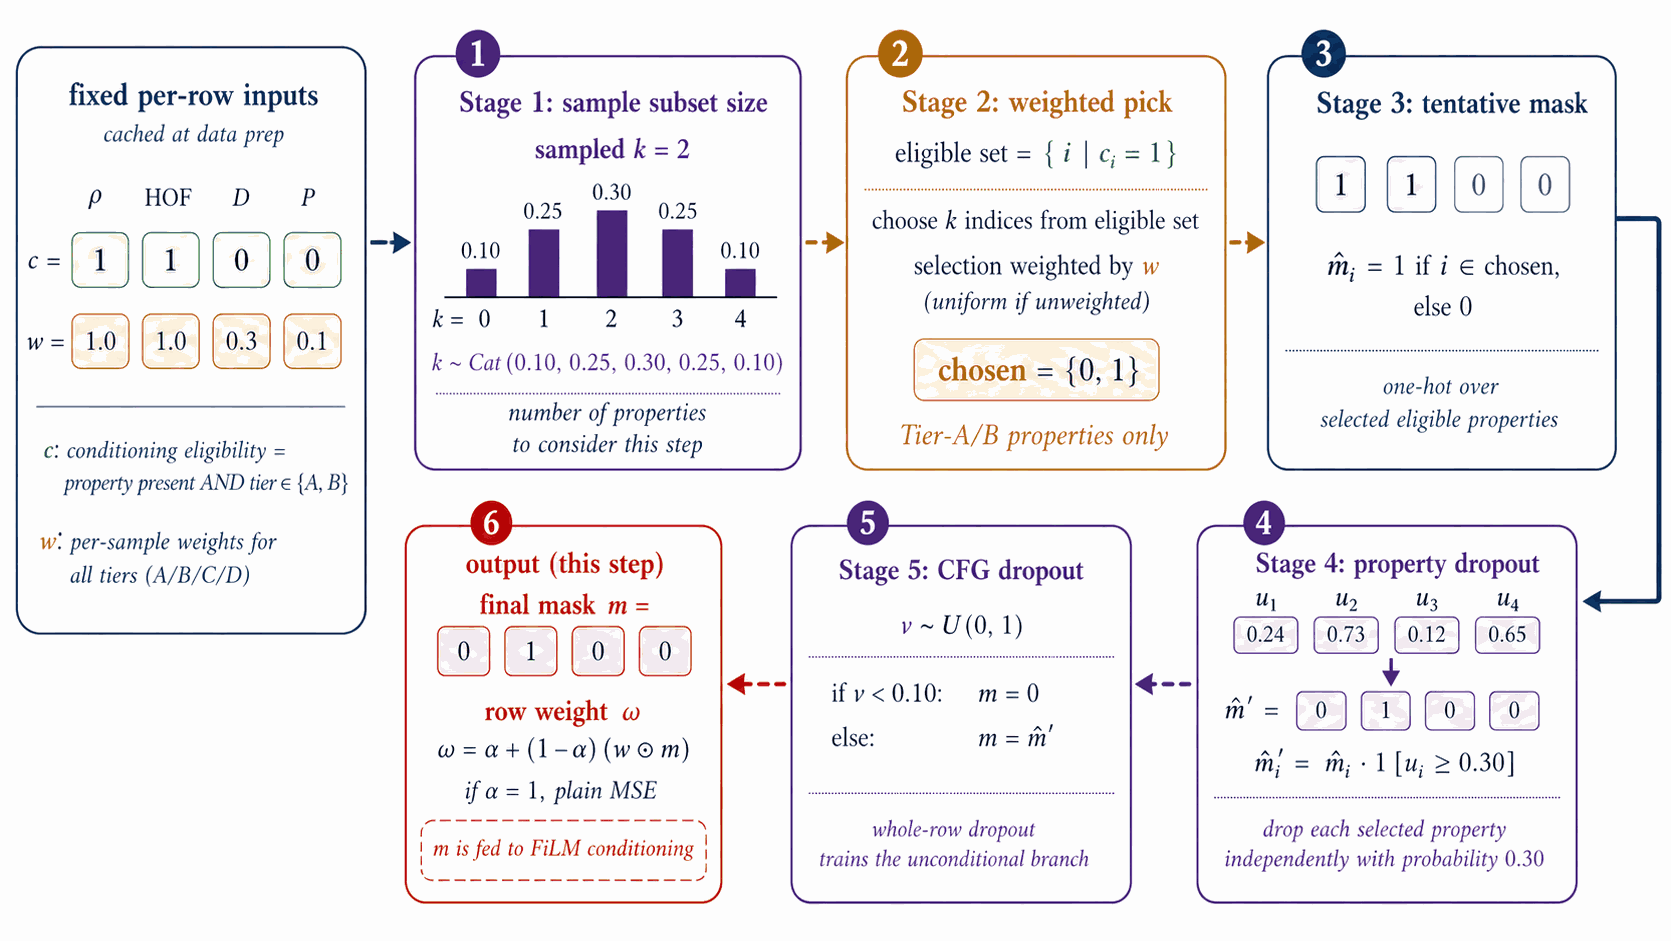 fixed per-row inputs
cached at data prep
ρ HOF D P
c = 1 1 0 0
w = 1.0 1.0 0.3 0.1
c: conditioning eligibility =
property present AND tier ∈ {A, B}
w: per-sample weights for
all tiers (A/B/C/D)
1
Stage 1: sample subset size
sampled k = 2
0.10 0.25 0.30 0.25 0.10
k = 0 1 2 3 4
k ~ Cat (0.10, 0.25, 0.30, 0.25, 0.10)
number of properties
to consider this step
2
Stage 2: weighted pick
eligible set = { i | cᵢ = 1 }
choose k indices from eligible set
selection weighted by w
(uniform if unweighted)
chosen = {0, 1}
Tier-A/B properties only
3
Stage 3: tentative mask
1 1 0 0
m̂ᵢ = 1 if i ∈ chosen,
else 0
one-hot over
selected eligible properties
4
Stage 4: property dropout
u₁ u₂ u₃ u₄
0.24 0.73 0.12 0.65
m̂′ = 0 1 0 0
m̂ᵢ′ = m̂ᵢ · 1 [uᵢ ≥ 0.30]
drop each selected property
independently with probability 0.30
5
Stage 5: CFG dropout
ν ~ U(0, 1)
if ν < 0.10: m = 0
else: m = m̂′
whole-row dropout
trains the unconditional branch
6
output (this step)
final mask m =
0 1 0 0
row weight ω
ω = α + (1 − α) (w ⊙ m)
if α = 1, plain MSE
m is fed to FiLM conditioning